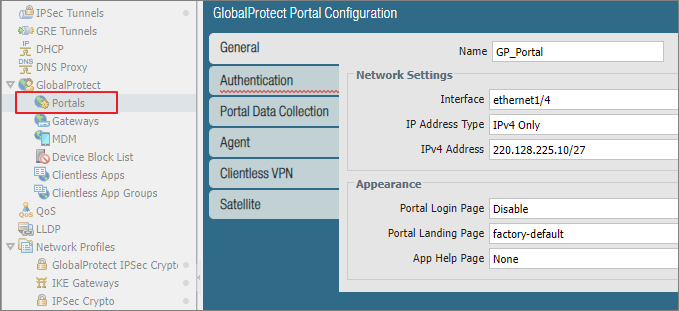 IPSec Tunnels
GRE Tunnels
DHCP
DNS Proxy
GlobalProtect
Portals
Gateways
MDM
Device Block List
Clientless Apps
Clientless App Groups
QoS
LLDP
Network Profiles
GlobalProtect IPSec Crypto
IKE Gateways
IPSec Crypto
GlobalProtect Portal Configuration
General
Authentication
Portal Data Collection
Agent
Clientless VPN
Satellite
Name GP_Portal
Network Settings
Interface ethernet1/4
IP Address Type IPv4 Only
IPv4 Address 220.128.225.10/27
Appearance
Portal Login Page Disable
Portal Landing Page factory-default
App Help Page None